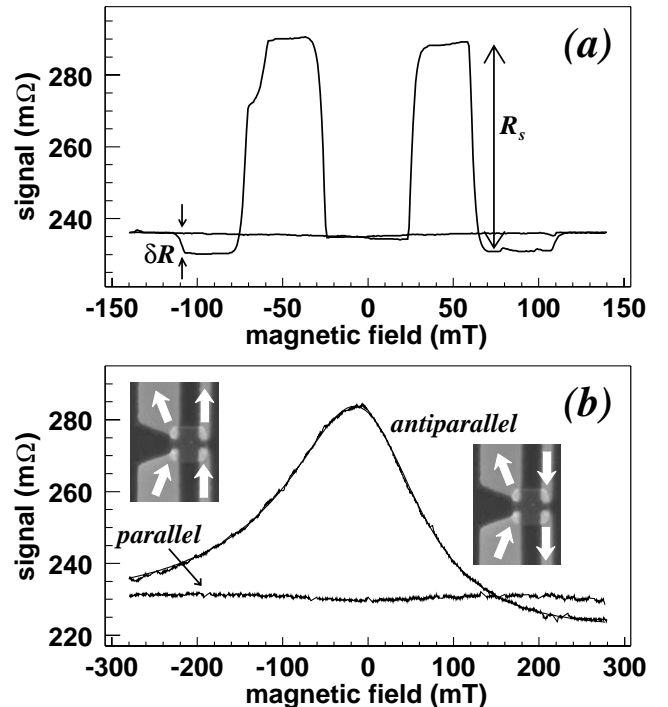 (a)
signal (mΩ)
280
260
240
220
R_s
δR
-150 -100 -50 0 50 100 150
magnetic field (mT)
(b)
signal (mΩ)
280
260
240
220
antiparallel
parallel
-300 -200 -100 0 100 200 300
magnetic field (mT)